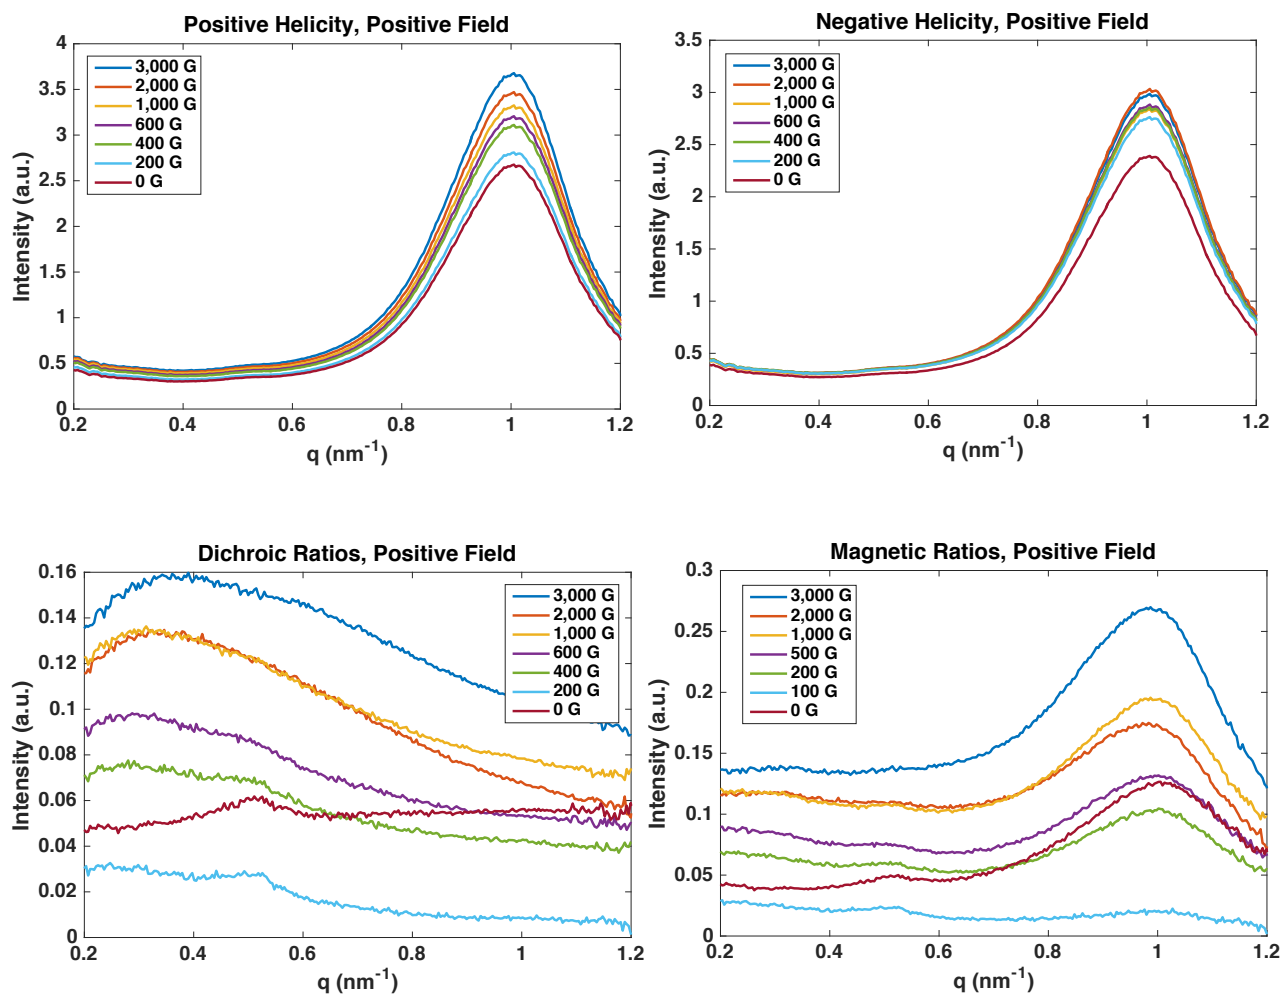 Positive Helicity, Positive Field
4
3.5
3
2.5
2
1.5
1
0.5
0
Intensity (a.u.)
3,000 G
2,000 G
1,000 G
600 G
400 G
200 G
0 G
0.2 0.4 0.6 0.8 1 1.2
q (nm-1)
Negative Helicity, Positive Field
3.5
3
2.5
2
1.5
1
0.5
0
Intensity (a.u.)
3,000 G
2,000 G
1,000 G
600 G
400 G
200 G
0 G
0.2 0.4 0.6 0.8 1 1.2
q (nm-1)
Dichroic Ratios, Positive Field
0.16
0.14
0.12
0.1
0.08
0.06
0.04
0.02
0
Intensity (a.u.)
3,000 G
2,000 G
1,000 G
600 G
400 G
200 G
0 G
0.2 0.4 0.6 0.8 1 1.2
q (nm-1)
Magnetic Ratios, Positive Field
0.3
0.25
0.2
0.15
0.1
0.05
0
Intensity (a.u.)
3,000 G
2,000 G
1,000 G
500 G
200 G
100 G
0 G
0.2 0.4 0.6 0.8 1 1.2
q (nm-1)